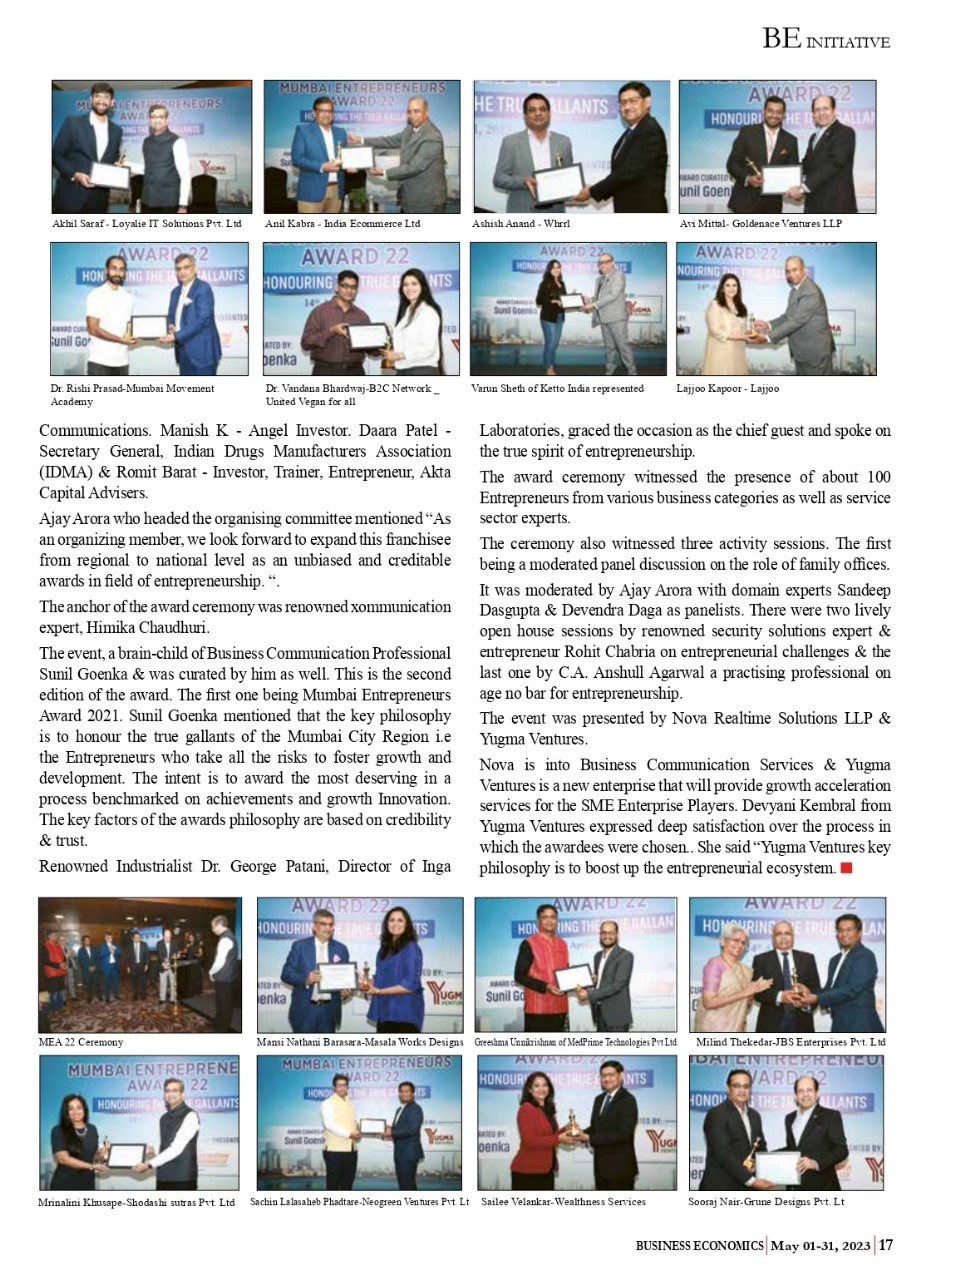 BE INITIATIVE
MUMBAI ENTREPRENEURS
AWARD 22
HONOURING THE TRUE GALLANTS
YUGMA
Akhil Saraf - Loyalie IT Solutions Pvt. Ltd
Anil Kabra - India Ecommerce Ltd
Ashish Anand - Whrrl
Avi Mittal- Goldenace Ventures LLP
AWARD 22
HONOURING THE TRUE GALLANTS
Sunil Goenka
Dr. Rishi Prasad-Mumbai Movement
Academy
Dr. Vandana Bhardwaj-B2C Network _
United Vegan for all
Varun Sheth of Ketto India represented
Lajjoo Kapoor - Lajjoo
Communications. Manish K - Angel Investor. Daara Patel -
Secretary General, Indian Drugs Manufacturers Association
(IDMA) & Romit Barat - Investor, Trainer, Entrepreneur, Akta
Capital Advisers.
Ajay Arora who headed the organising committee mentioned “As
an organizing member, we look forward to expand this franchisee
from regional to national level as an unbiased and creditable
awards in field of entrepreneurship. “.
The anchor of the award ceremony was renowned xommunication
expert, Himika Chaudhuri.
The event, a brain-child of Business Communication Professional
Sunil Goenka & was curated by him as well. This is the second
edition of the award. The first one being Mumbai Entrepreneurs
Award 2021. Sunil Goenka mentioned that the key philosophy
is to honour the true gallants of the Mumbai City Region i.e
the Entrepreneurs who take all the risks to foster growth and
development. The intent is to award the most deserving in a
process benchmarked on achievements and growth Innovation.
The key factors of the awards philosophy are based on credibility
& trust.
Renowned Industrialist Dr. George Patani, Director of Inga
Laboratories, graced the occasion as the chief guest and spoke on
the true spirit of entrepreneurship.
The award ceremony witnessed the presence of about 100
Entrepreneurs from various business categories as well as service
sector experts.
The ceremony also witnessed three activity sessions. The first
being a moderated panel discussion on the role of family offices.
It was moderated by Ajay Arora with domain experts Sandeep
Dasgupta & Devendra Daga as panelists. There were two lively
open house sessions by renowned security solutions expert &
entrepreneur Rohit Chabria on entrepreneurial challenges & the
last one by C.A. Anshull Agarwal a practising professional on
age no bar for entrepreneurship.
The event was presented by Nova Realtime Solutions LLP &
Yugma Ventures.
Nova is into Business Communication Services & Yugma
Ventures is a new enterprise that will provide growth acceleration
services for the SME Enterprise Players. Devyani Kembral from
Yugma Ventures expressed deep satisfaction over the process in
which the awardees were chosen.. She said “Yugma Ventures key
philosophy is to boost up the entrepreneurial ecosystem.
MEA 22 Ceremony
Mansi Nathani Barasara-Masala Works Designs
Greeshma Unnikrishnan of MedPrime Technologies Pvt Ltd.
Milind Thekedar-JBS Enterprises Pvt. Ltd
Mrinalini Khusape-Shodashi sutras Pvt. Ltd
Sachin Lalasaheb Phadtare-Neogreen Ventures Pvt. Lt
Sailee Velankar-Wealthness Services
Sooraj Nair-Grune Designs Pvt. Lt
BUSINESS ECONOMICS | May 01-31, 2023 | 17